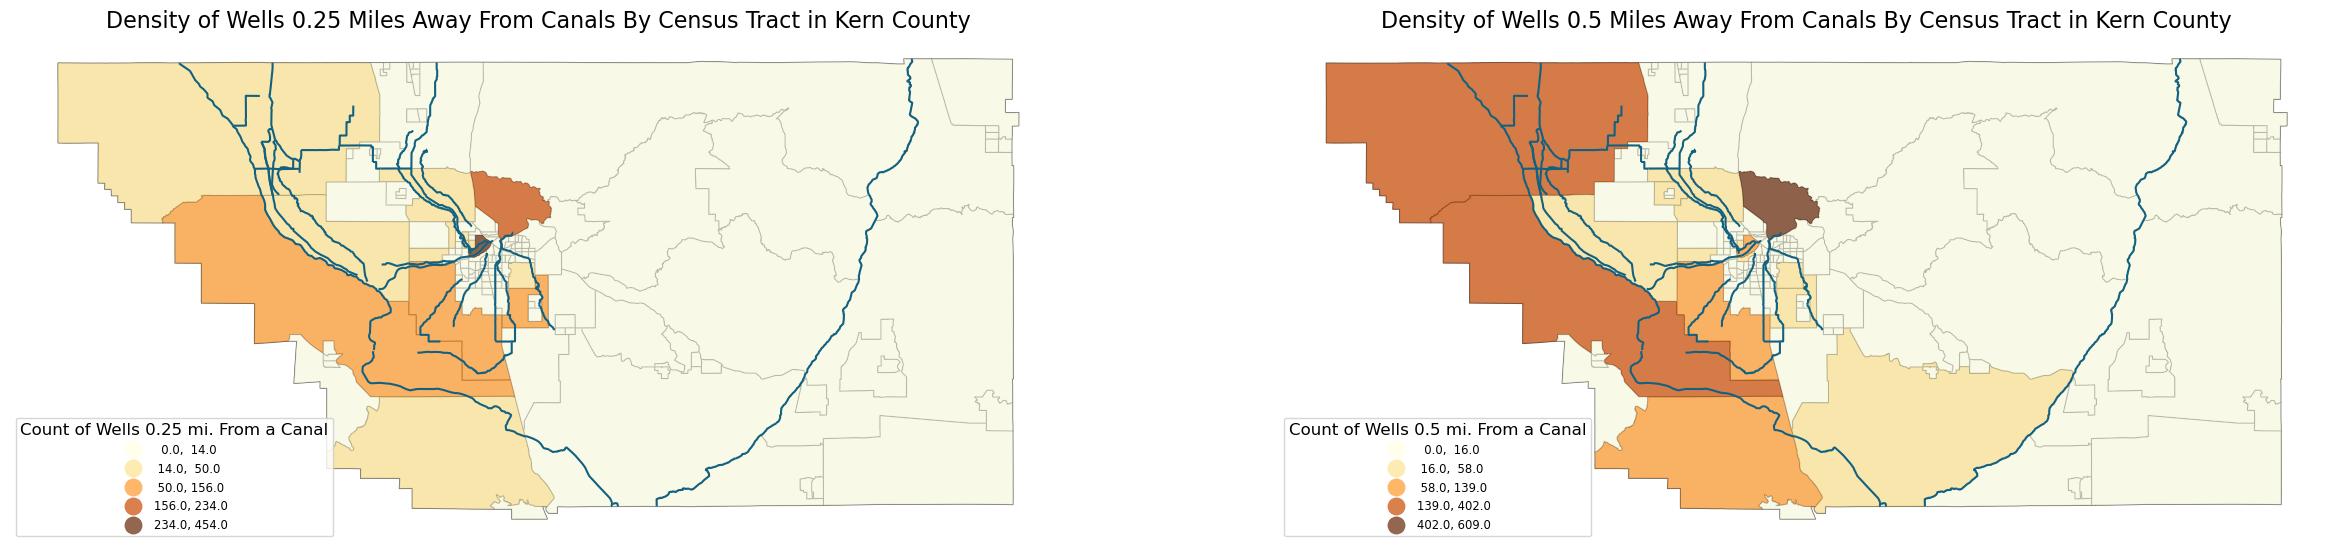 Density of Wells 0.25 Miles Away From Canals By Census Tract in Kern County
Count of Wells 0.25 mi. From a Canal
0.0, 14.0
14.0, 50.0
50.0, 156.0
156.0, 234.0
234.0, 454.0
Density of Wells 0.5 Miles Away From Canals By Census Tract in Kern County
Count of Wells 0.5 mi. From a Canal
0.0, 16.0
16.0, 58.0
58.0, 139.0
139.0, 402.0
402.0, 609.0